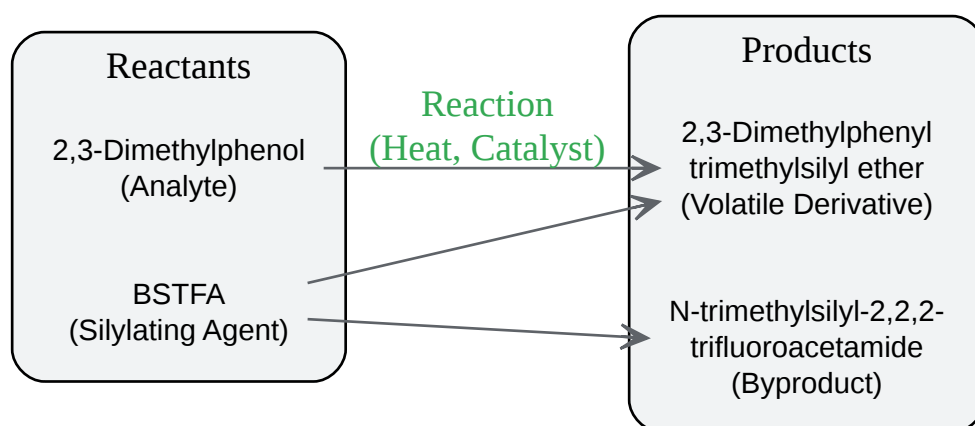 Reactants
2,3-Dimethylphenol
(Analyte)
BSTFA
(Silylating Agent)
Reaction
(Heat, Catalyst)
Products
2,3-Dimethylphenyl
trimethylsilyl ether
(Volatile Derivative)
N-trimethylsilyl-2,2,2-
trifluoroacetamide
(Byproduct)